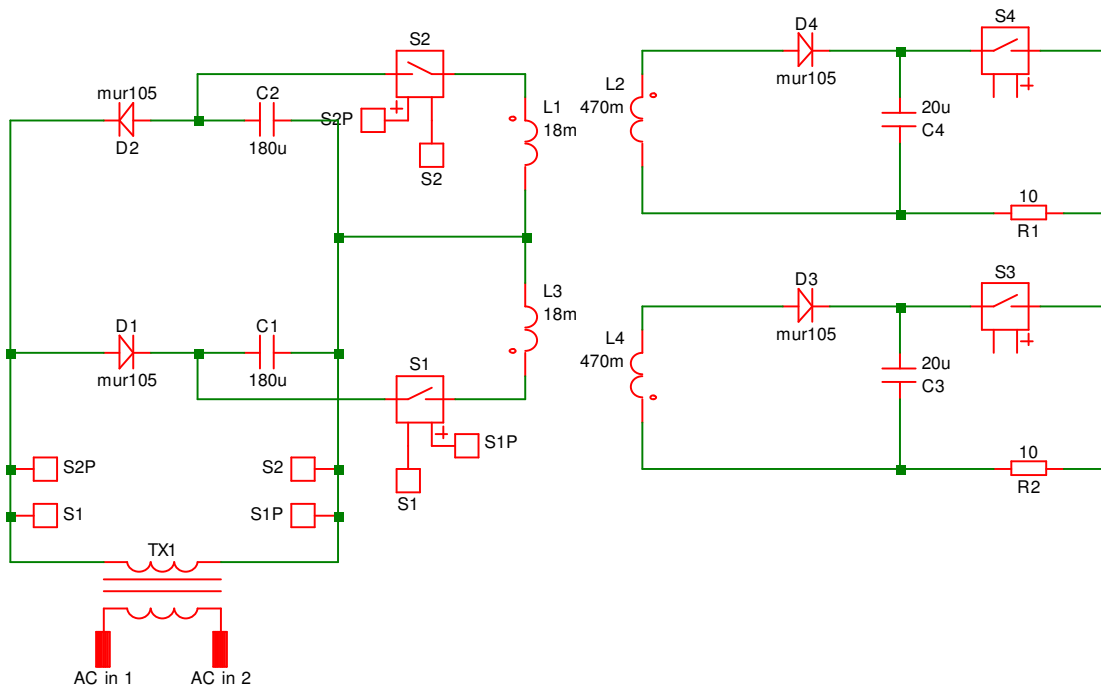 S2
D4
S4
mur105
C2
L1
18m
L2
470m
mur105
20u
C4
S2P
+
+
D2
180u
S2
10
R1
D1
C1
L3
18m
D3
S3
mur105
180u
S1
L4
470m
mur105
+
20u
C3
+
S1P
S2P
S2
S1
S1P
S1
10
R2
TX1
AC in 1
AC in 2